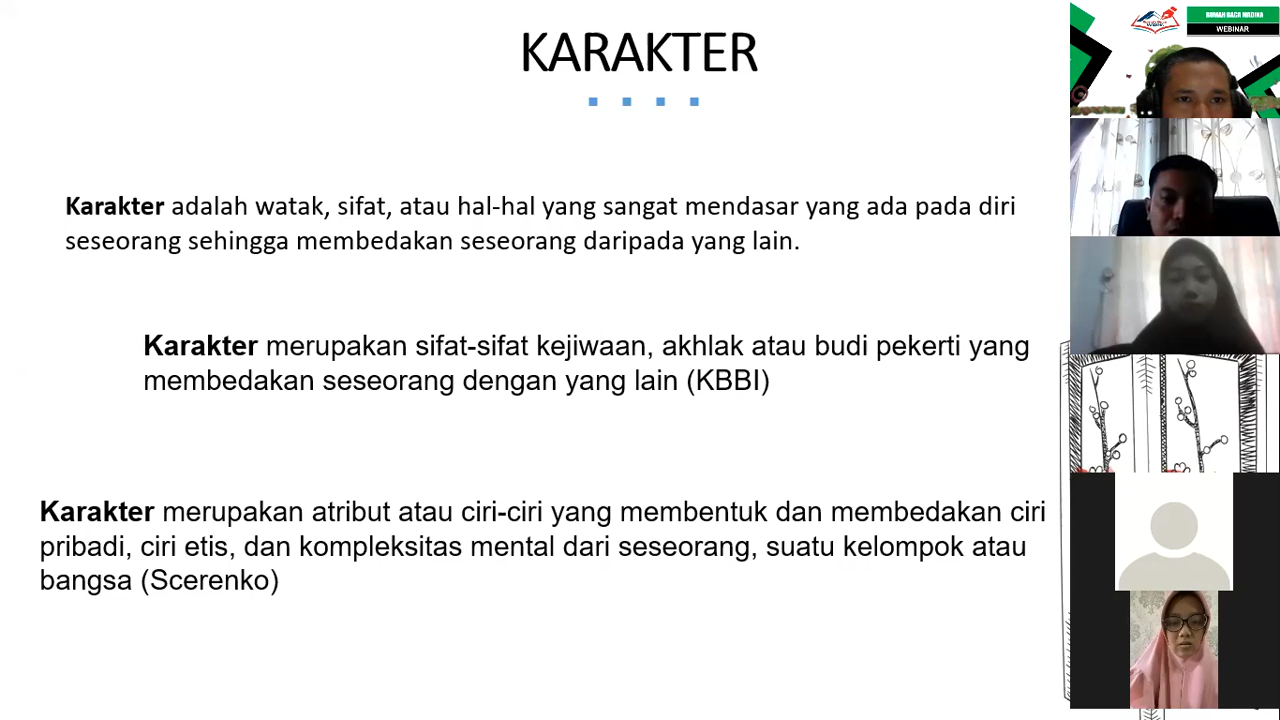 KARAKTER
Karakter adalah watak, sifat, atau hal-hal yang sangat mendasar yang ada pada diri
seseorang sehingga membedakan seseorang daripada yang lain.
Karakter merupakan sifat-sifat kejiwaan, akhlak atau budi pekerti yang
membedakan seseorang dengan yang lain (KBBI)
Karakter merupakan atribut atau ciri-ciri yang membentuk dan membedakan ciri
pribadi, ciri etis, dan kompleksitas mental dari seseorang, suatu kelompok atau
bangsa (Scerenko)
RUMAH BACA MADINA
WEBINAR